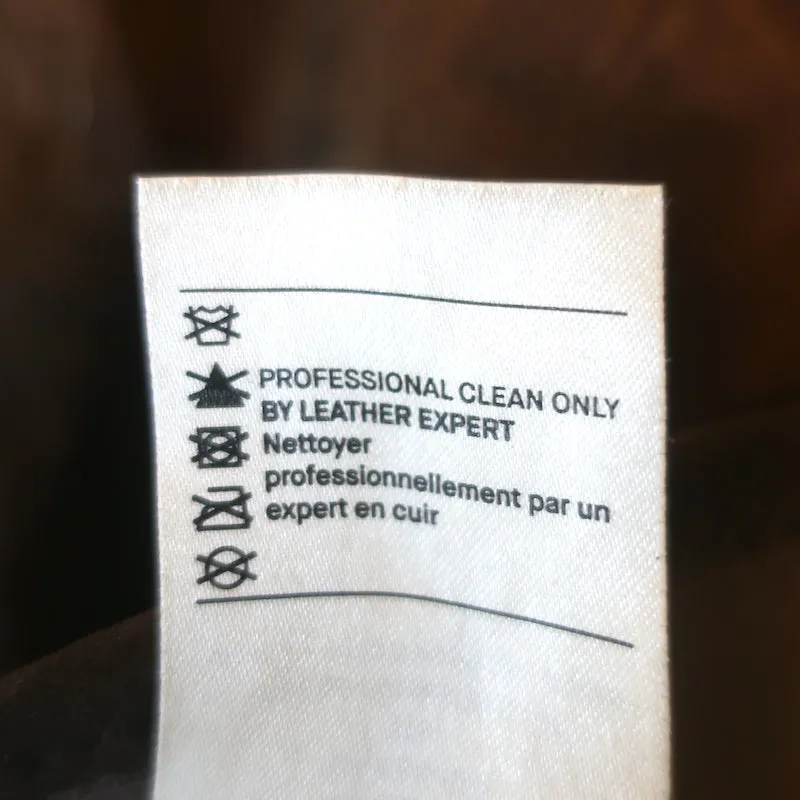 PROFESSIONAL CLEAN ONLY
BY LEATHER EXPERT
Nettoyer
professionnellement par un
expert en cuir